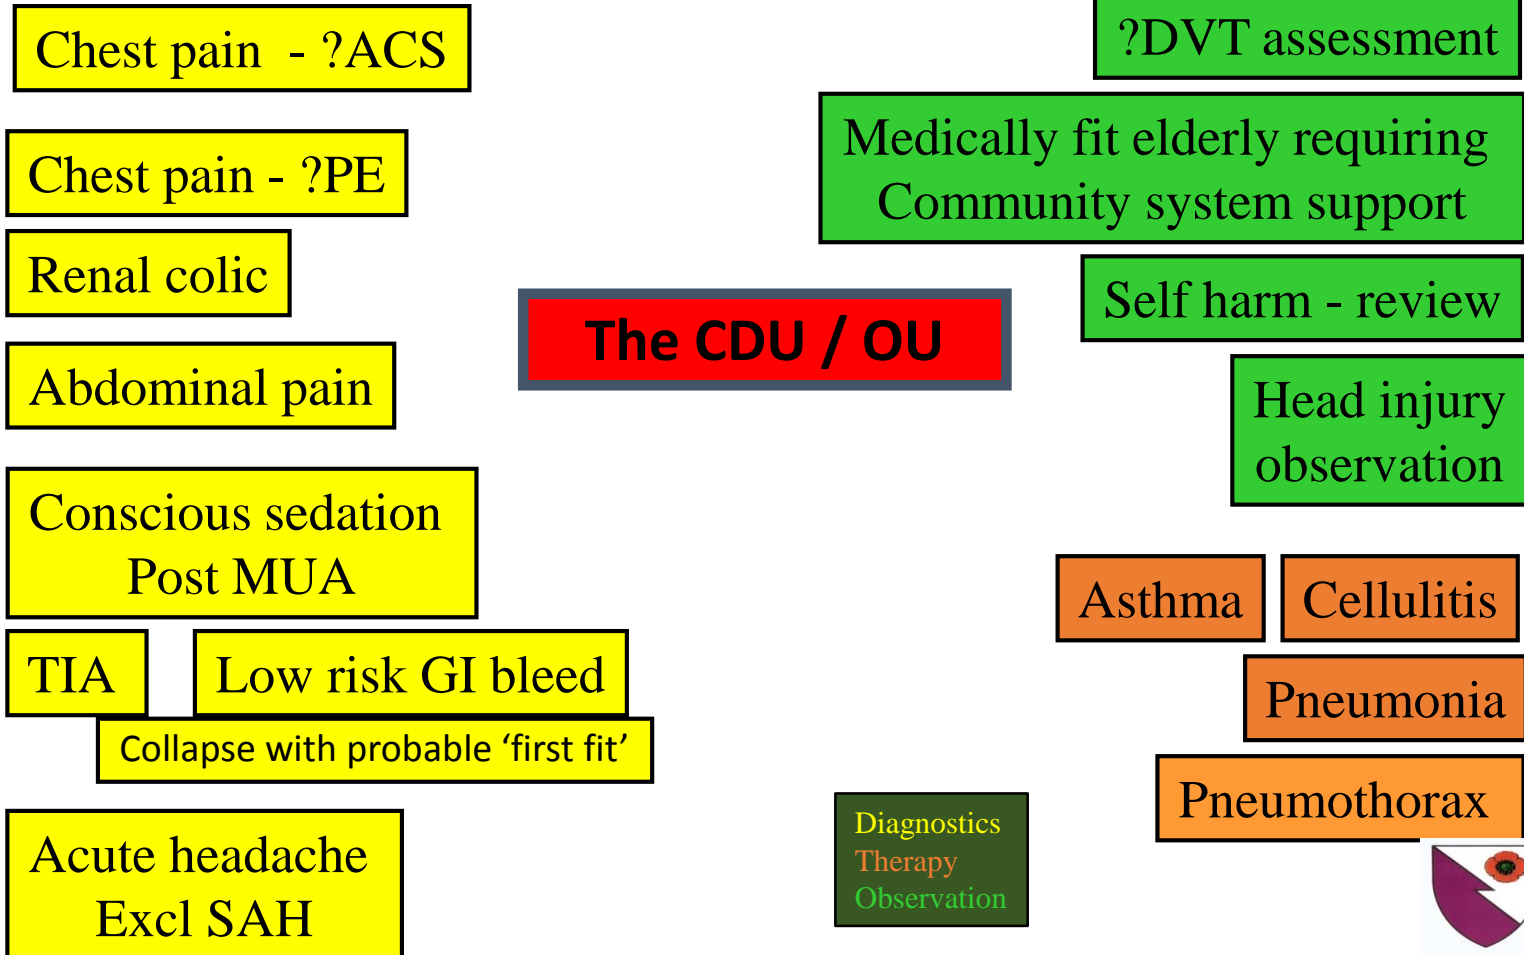 Chest pain - ?ACS
Chest pain - ?PE
Renal colic
Abdominal pain
Conscious sedation
Post MUA
TIA
Low risk GI bleed
Collapse with probable ‘first fit’
Acute headache
Excl SAH
The CDU / OU
?DVT assessment
Medically fit elderly requiring
Community system support
Self harm - review
Head injury
observation
Asthma
Cellulitis
Pneumonia
Pneumothorax
Diagnostics
Therapy
Observation